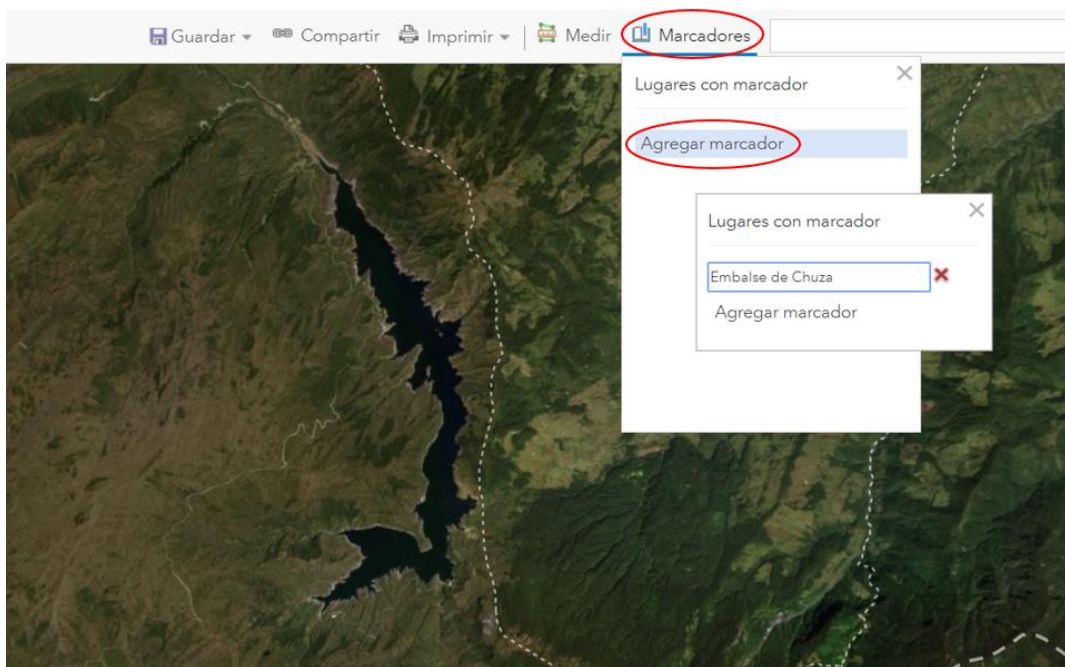 Guardar Compartir Imprimir Medir Marcadores
Lugares con marcador
Agregar marcador
Lugares con marcador
Embalse de Chuza
Agregar marcador